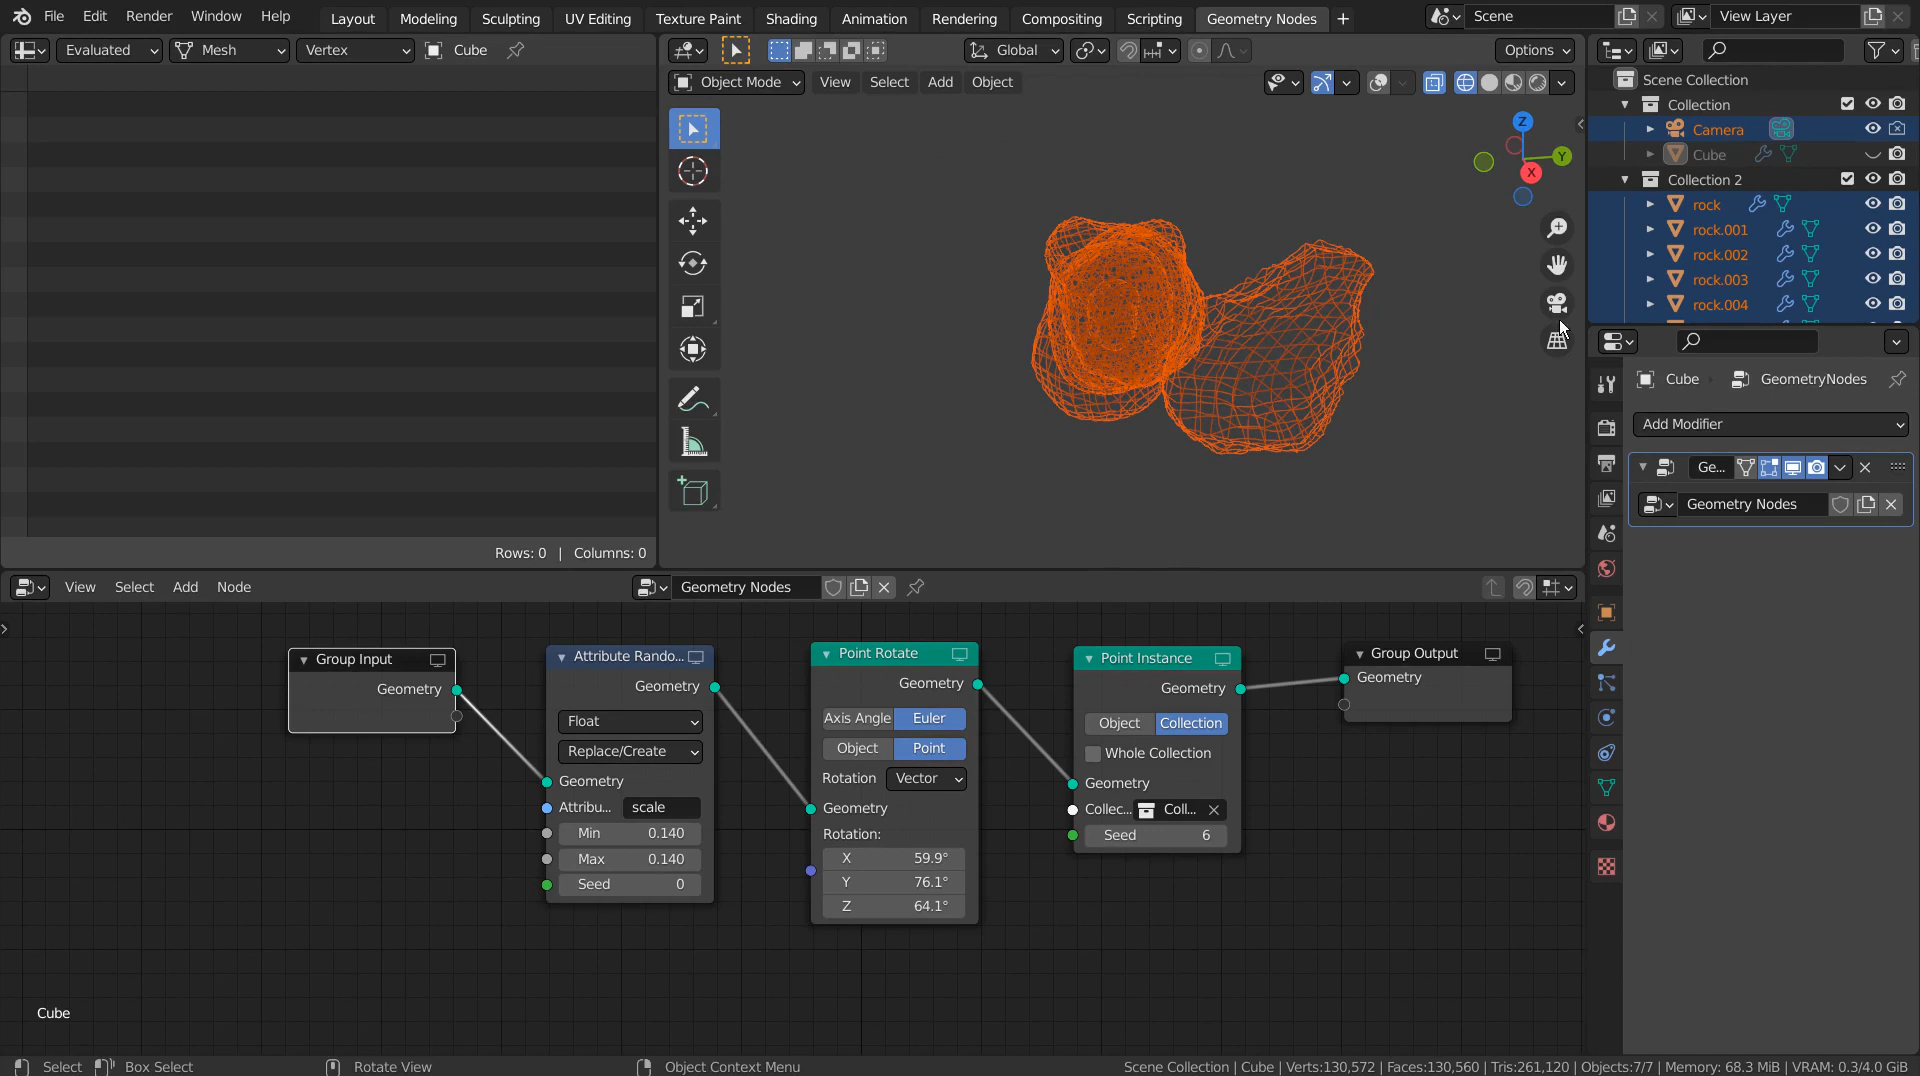 File Edit Render Window Help Layout Modeling Sculpting UV Editing Texture Paint Shading Animation Rendering Compositing Scripting Geometry Nodes + Scene View Layer
Evaluated Mesh Vertex Cube Global Options
Object Mode View Select Add Object
Scene Collection
Collection
Camera
Cube
Collection 2
rock
rock.001
rock.002
rock.003
rock.004
Z
Y
X
Cube GeometryNodes
Add Modifier
Ge...
Geometry Nodes
Rows: 0 | Columns: 0
View Select Add Node Geometry Nodes
Group Input
Geometry
Attribute Rando...
Geometry
Float
Replace/Create
Geometry
Attribu... scale
Min 0.140
Max 0.140
Seed 0
Point Rotate
Geometry
Axis Angle Euler
Object Point
Rotation Vector
Geometry
Rotation:
X 59.9°
Y 76.1°
Z 64.1°
Point Instance
Geometry
Object Collection
Whole Collection
Geometry
Collec... Coll...
Seed 6
Group Output
Geometry
Cube
Select Box Select Rotate View Object Context Menu Scene Collection | Cube | Verts:130,572 | Faces:130,560 | Tris:261,120 | Objects:7/7 | Memory: 68.3 MiB | VRAM: 0.3/4.0 GiB